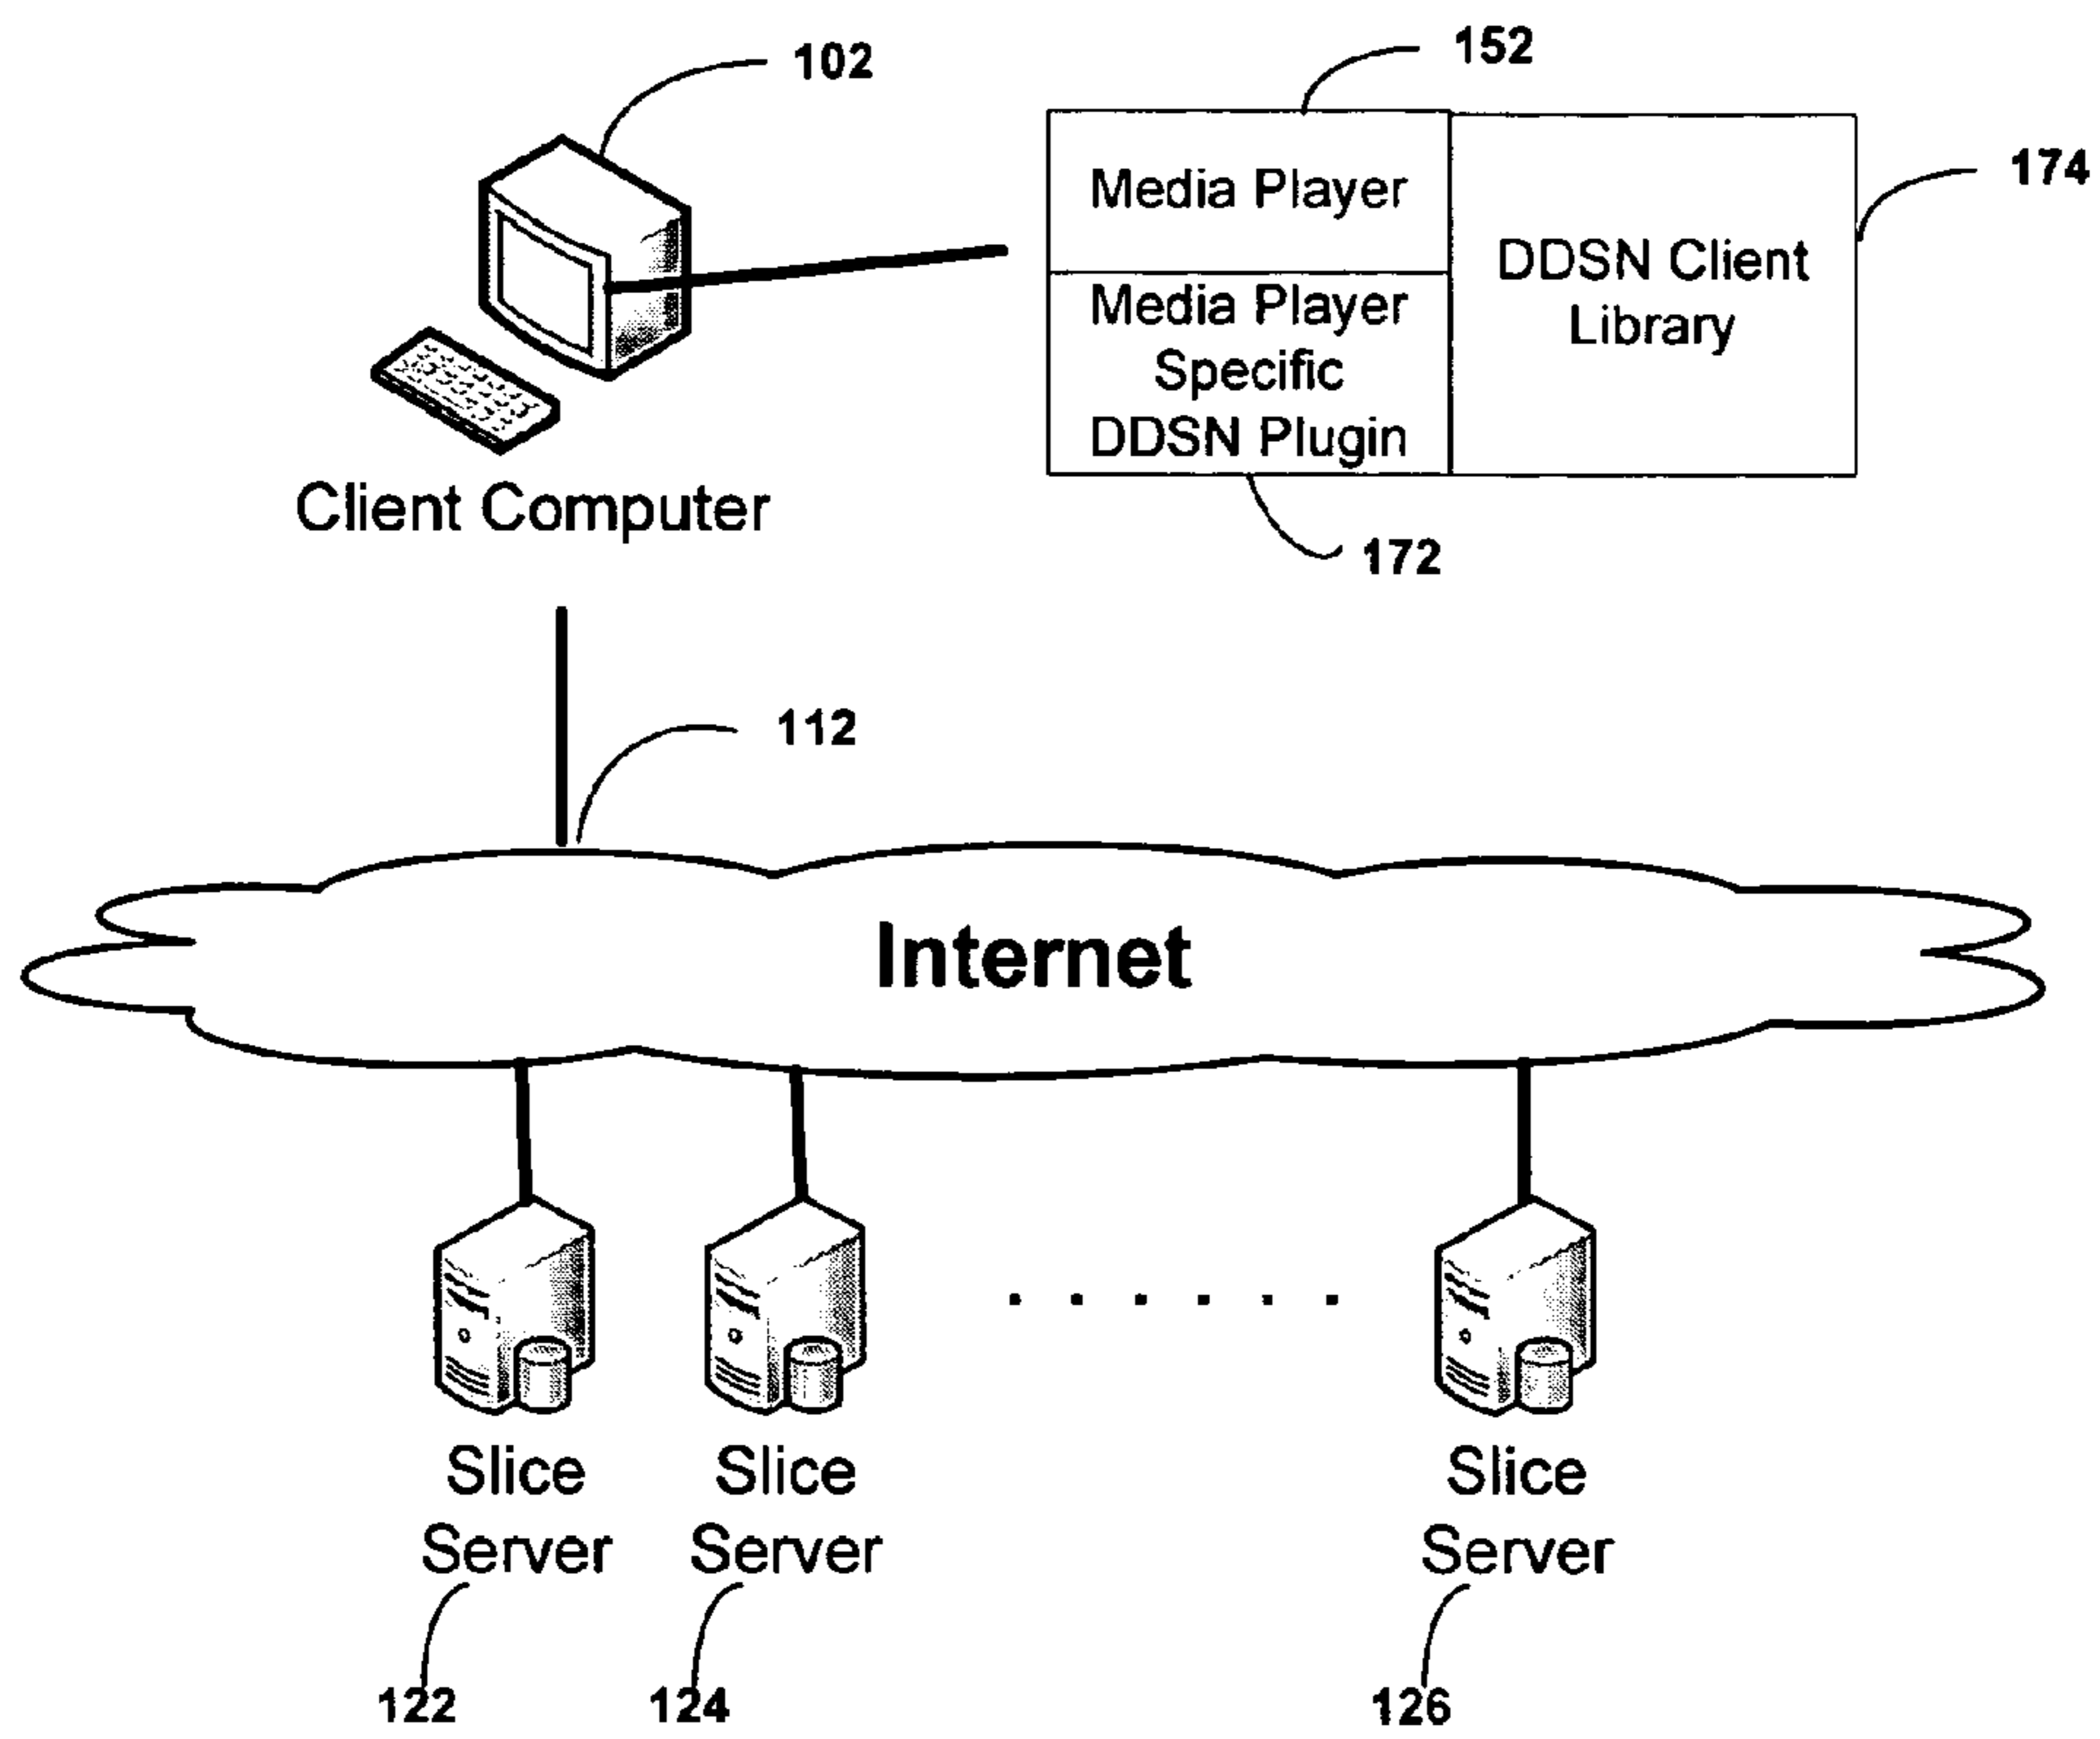 102
152
Media Player
174
DDSN Client
Library
Media Player
Specific
DDSN Plugin
Client Computer
172
112
Internet
Slice
Server
Slice
Server
Slice
Server
122
124
126